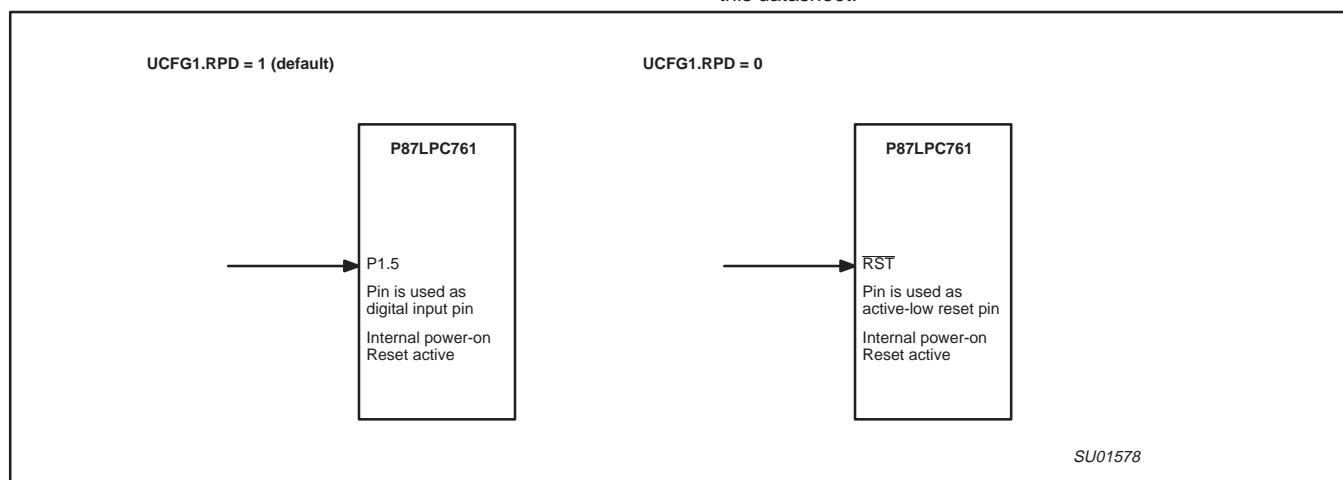 this datasheet.
UCFG1.RPD = 1 (default)
P87LPC761
P1.5
Pin is used as
digital input pin
Internal power-on
Reset active
UCFG1.RPD = 0
P87LPC761
RST
Pin is used as
active-low reset pin
Internal power-on
Reset active
SU01578